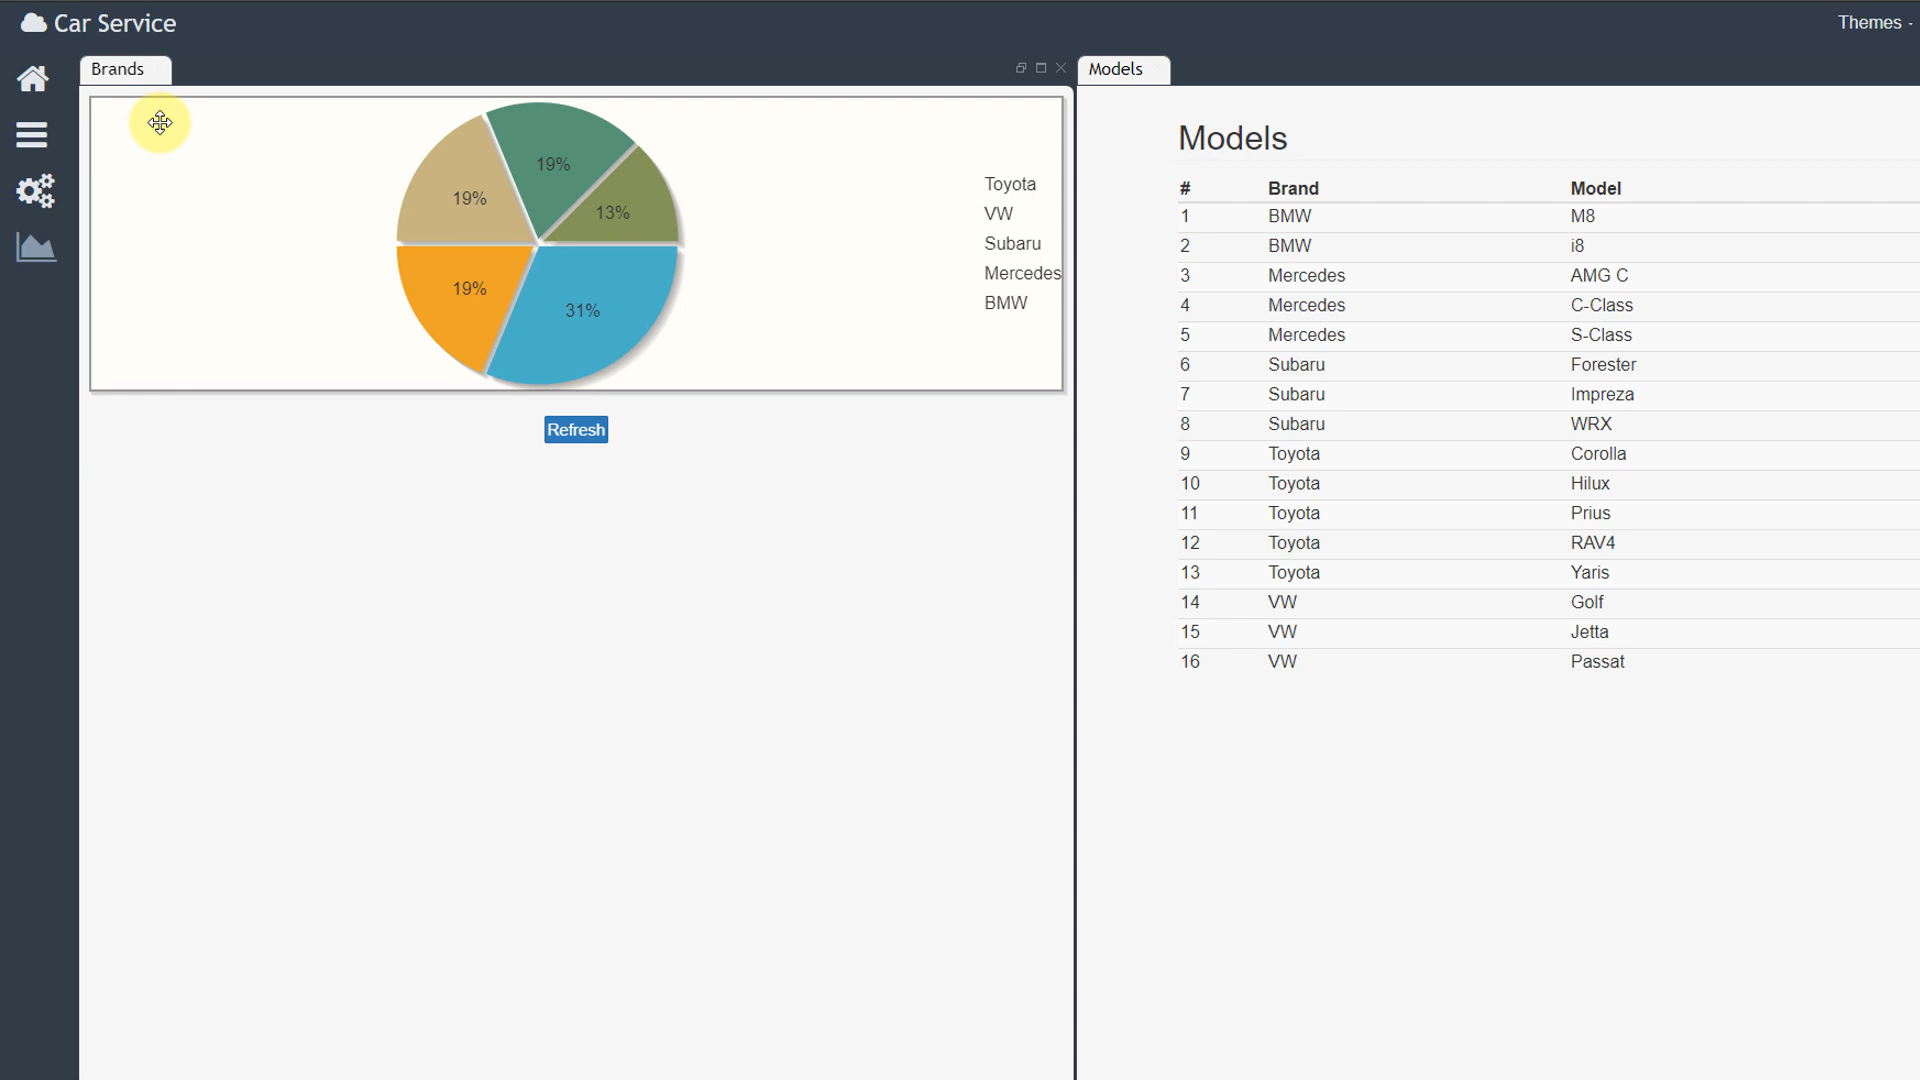 Car Service
Themes -
Brands
Models
19%
19%
13%
19%
31%
Toyota
VW
Subaru
Mercedes
BMW
Refresh
Models
# Brand Model
1 BMW M8
2 BMW i8
3 Mercedes AMG C
4 Mercedes C-Class
5 Mercedes S-Class
6 Subaru Forester
7 Subaru Impreza
8 Subaru WRX
9 Toyota Corolla
10 Toyota Hilux
11 Toyota Prius
12 Toyota RAV4
13 Toyota Yaris
14 VW Golf
15 VW Jetta
16 VW Passat